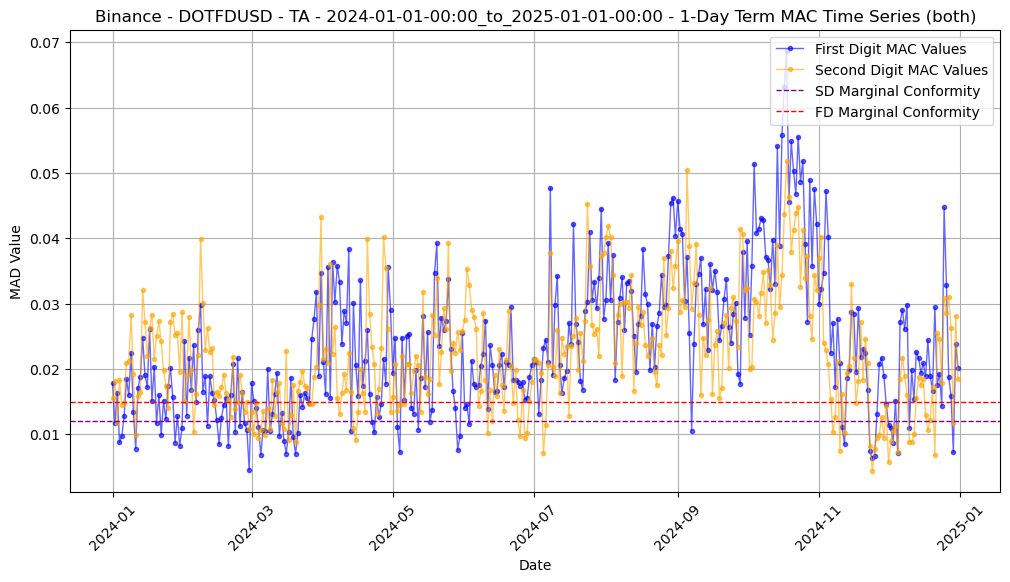 Binance - DOTFDUSD - TA - 2024-01-01-00:00_to_2025-01-01-00:00 - 1-Day Term MAC Time Series (both)
First Digit MAC Values
Second Digit MAC Values
SD Marginal Conformity
FD Marginal Conformity
MAD Value
0.07
0.06
0.05
0.04
0.03
0.02
0.01
2024-01
2024-03
2024-05
2024-07
2024-09
2024-11
2025-01
Date